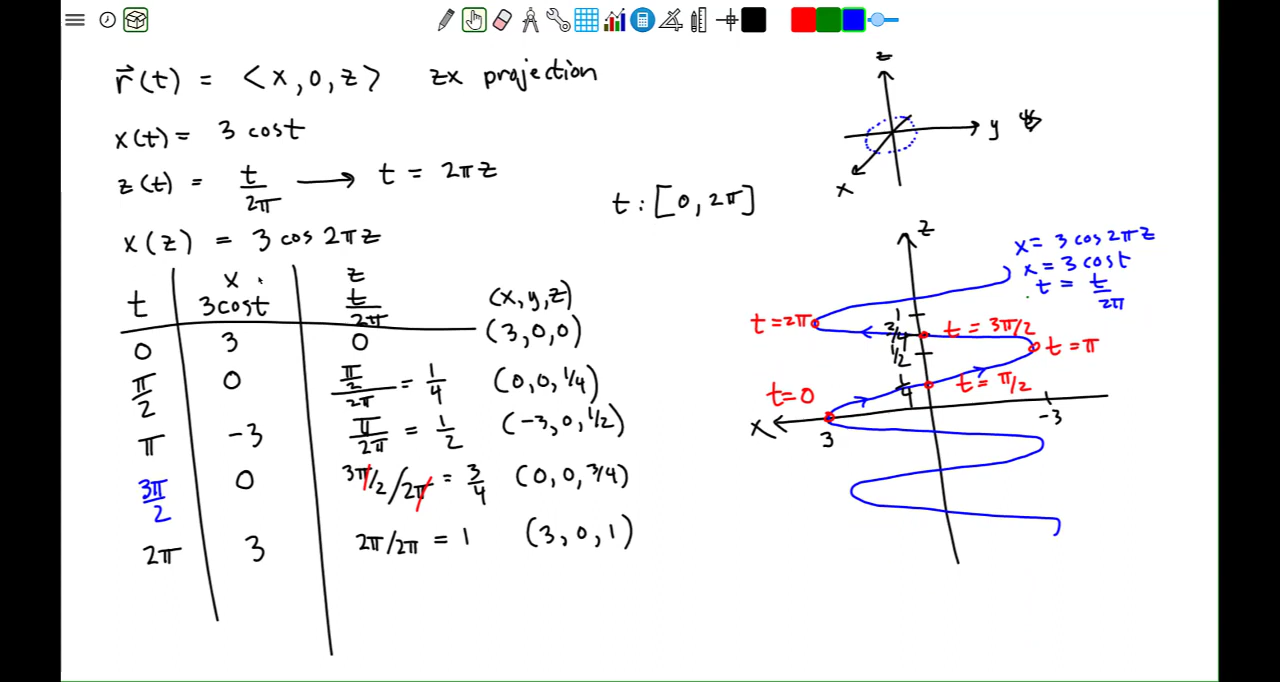 r⃗(t) = <x, 0, z> zx projection
x(t) = 3 cost
z(t) = t/2π → t = 2πz
t : [0, 2π]
x(z) = 3 cos 2πz
t | x 3cost | z t/2π | (x, y, z)
0 | 3 | 0 | (3, 0, 0)
π/2 | 0 | π/2/2π = 1/4 | (0, 0, 1/4)
π | -3 | π/2π = 1/2 | (-3, 0, 1/2)
3π/2 | 0 | 3π/2/2π = 3/4 | (0, 0, 3/4)
2π | 3 | 2π/2π = 1 | (3, 0, 1)
z
y
x
z
x = 3 cos 2πz
x = 3 cost
t = t/2π
1
t=2π
3/4
t = 3π/2
1/2
t = π
1/4
t = π/2
t=0
x
3
-3